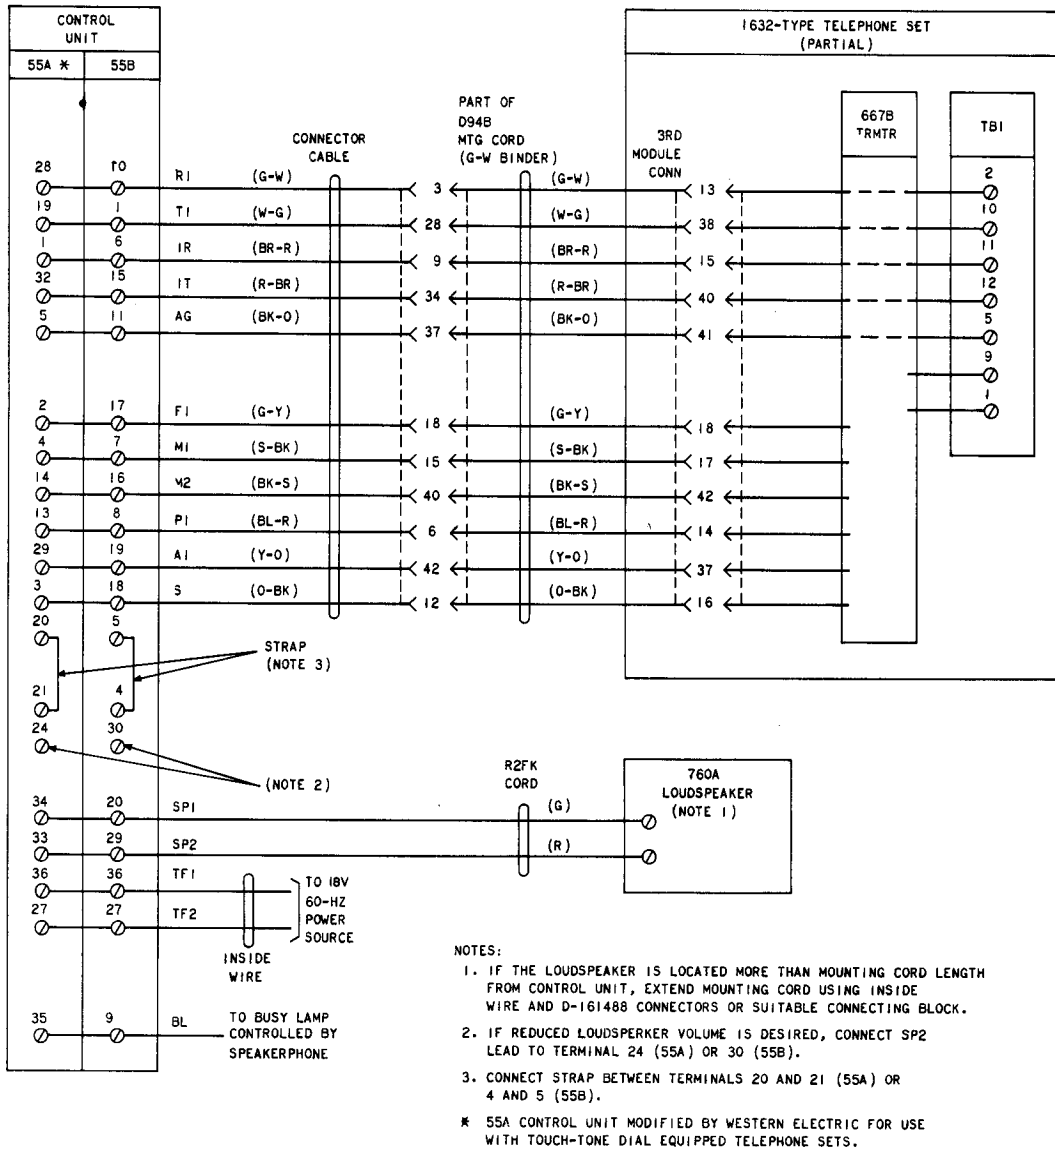 CONTROL
UNIT
55A * 55B
1632-TYPE TELEPHONE SET
(PARTIAL)
667B
TRMTR
TB1
CONNECTOR
CABLE
PART OF
D94B
MTG CORD
(G-W BINDER)
3RD
MODULE
CONN
28 10 R1 (G-W) 3 (G-W) 13 2
19 1 T1 (W-G) 28 (W-G) 38 10
1 6 1R (BR-R) 9 (BR-R) 15 11
32 15 1T (R-BR) 34 (R-BR) 40 12
5 11 AG (BK-O) 37 (BK-O) 41 5
9
1
2 17 F1 (G-Y) 18 (G-Y) 18
4 7 M1 (S-BK) 15 (S-BK) 17
14 16 M2 (BK-S) 40 (BK-S) 42
13 8 P1 (BL-R) 6 (BL-R) 14
29 19 A1 (Y-O) 42 (Y-O) 37
3 18 S (O-BK) 12 (O-BK) 16
20 5
STRAP
(NOTE 3)
21 4
24 30
(NOTE 2)
R2FK
CORD
760A
LOUDSPEAKER
(NOTE 1)
34 20 SP1 (G)
33 29 SP2 (R)
36 36 TF1
27 27 TF2
TO 18V
60-HZ
POWER
SOURCE
INSIDE
WIRE
35 9 BL
TO BUSY LAMP
CONTROLLED BY
SPEAKERPHONE
NOTES:
1. IF THE LOUDSPEAKER IS LOCATED MORE THAN MOUNTING CORD LENGTH
FROM CONTROL UNIT, EXTEND MOUNTING CORD USING INSIDE
WIRE AND D-161488 CONNECTORS OR SUITABLE CONNECTING BLOCK.
2. IF REDUCED LOUDSPERKER VOLUME IS DESIRED, CONNECT SP2
LEAD TO TERMINAL 24 (55A) OR 30 (55B).
3. CONNECT STRAP BETWEEN TERMINALS 20 AND 21 (55A) OR
4 AND 5 (55B).
* 55A CONTROL UNIT MODIFIED BY WESTERN ELECTRIC FOR USE
WITH TOUCH-TONE DIAL EQUIPPED TELEPHONE SETS.